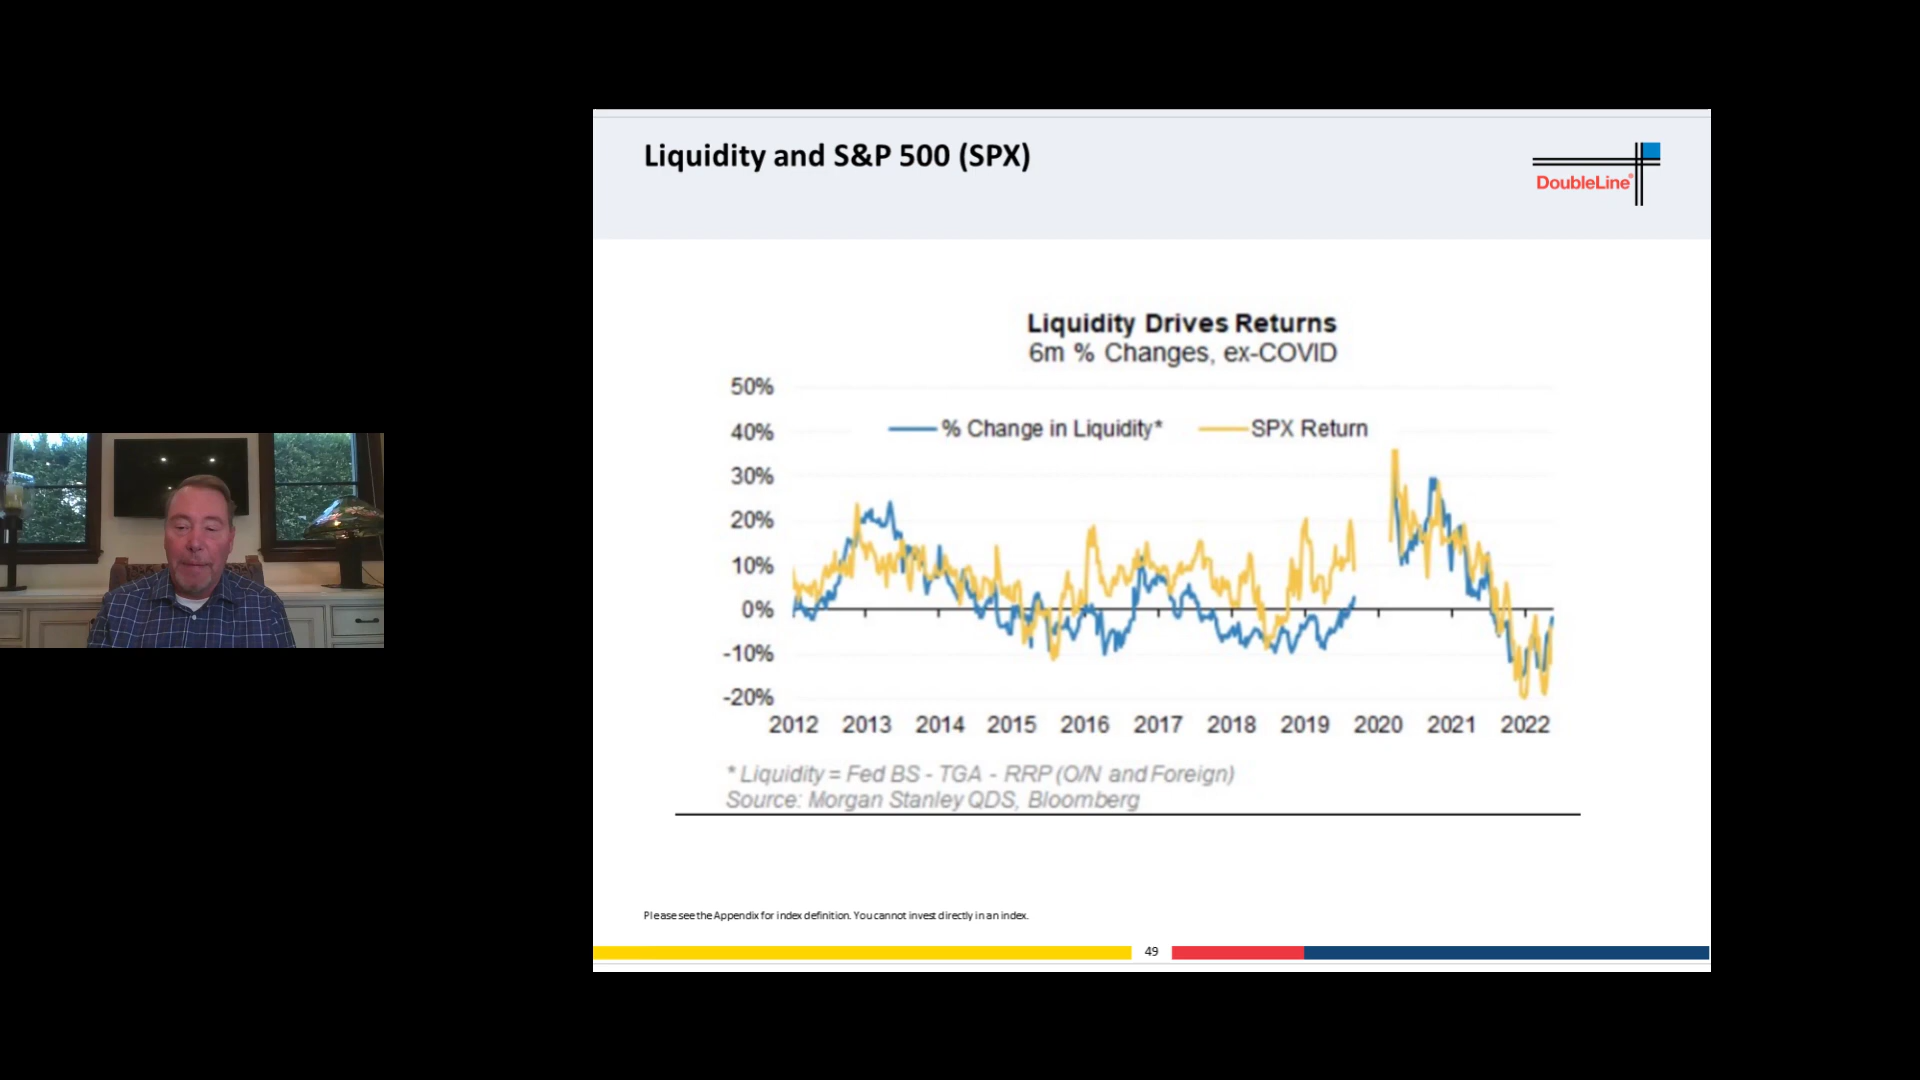 Liquidity and S&P 500 (SPX)
DoubleLine®
Liquidity Drives Returns
6m % Changes, ex-COVID
50%
40%
30%
20%
10%
0%
-10%
-20%
% Change in Liquidity* SPX Return
2012 2013 2014 2015 2016 2017 2018 2019 2020 2021 2022
* Liquidity = Fed BS - TGA - RRP (O/N and Foreign)
Source: Morgan Stanley QDS, Bloomberg
Please see the Appendix for index definition. You cannot invest directly in an index.
49